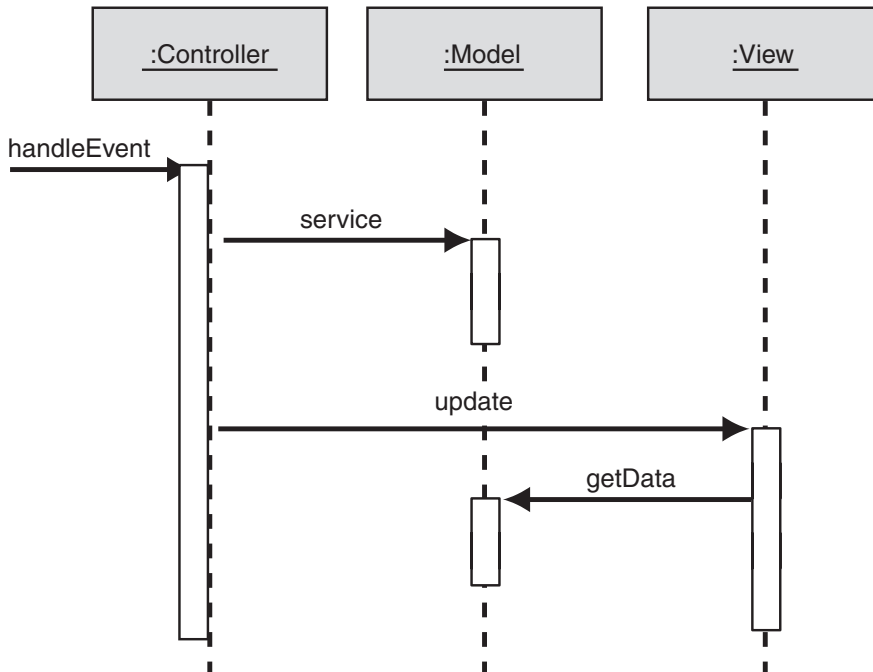 :Controller
:Model
:View
handleEvent
service
update
getData